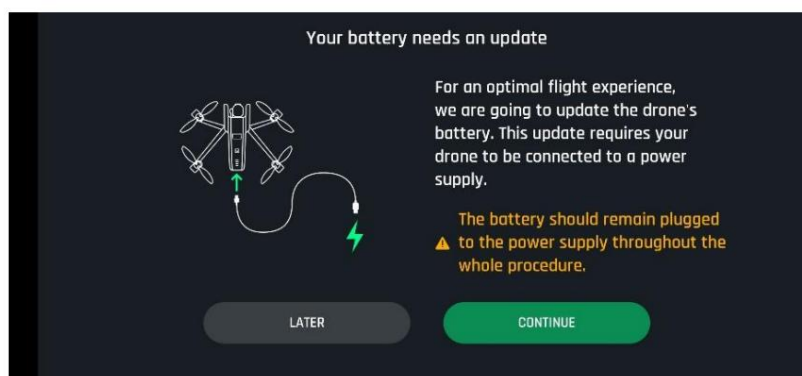 Your battery needs an update
For an optimal flight experience,
we are going to update the drone's
battery. This update requires your
drone to be connected to a power
supply.
The battery should remain plugged
to the power supply throughout the
whole procedure.
LATER
CONTINUE